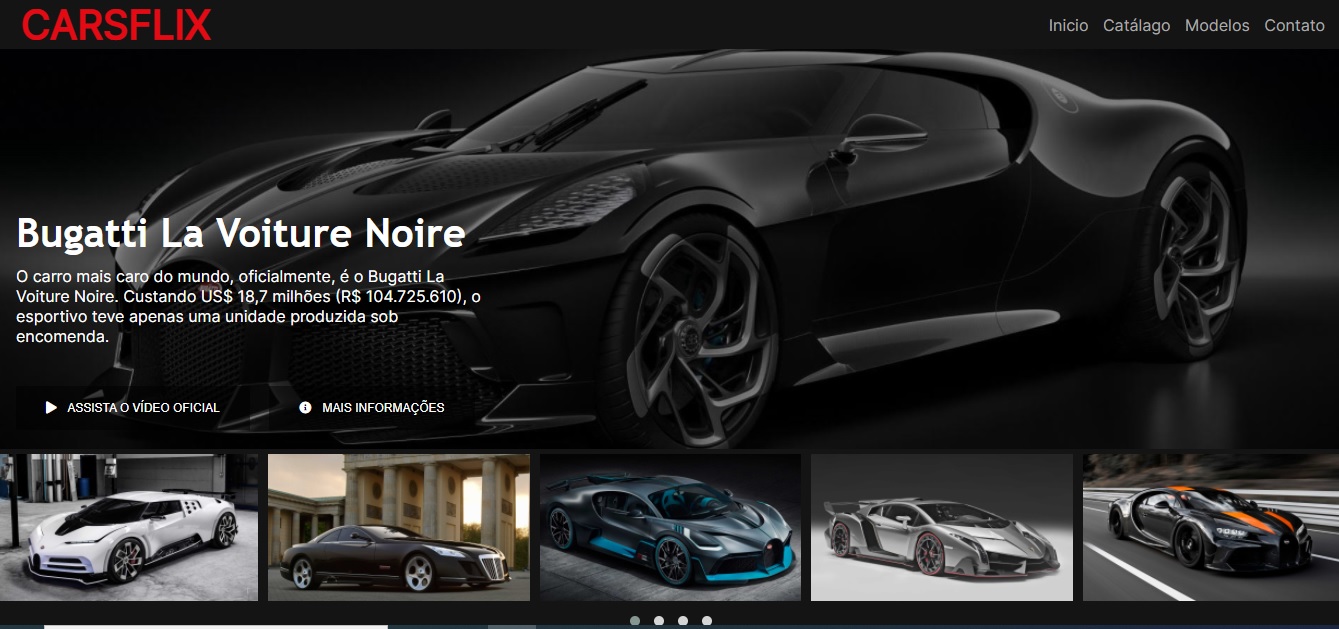 CARSFLIX
Inicio Catálago Modelos Contato
Bugatti La Voiture Noire
O carro mais caro do mundo, oficialmente, é o Bugatti La
Voiture Noire. Custando US$ 18,7 milhões (R$ 104.725.610), o
esportivo teve apenas uma unidade produzida sob
encomenda.
ASSISTA O VÍDEO OFICIAL
MAIS INFORMAÇÕES